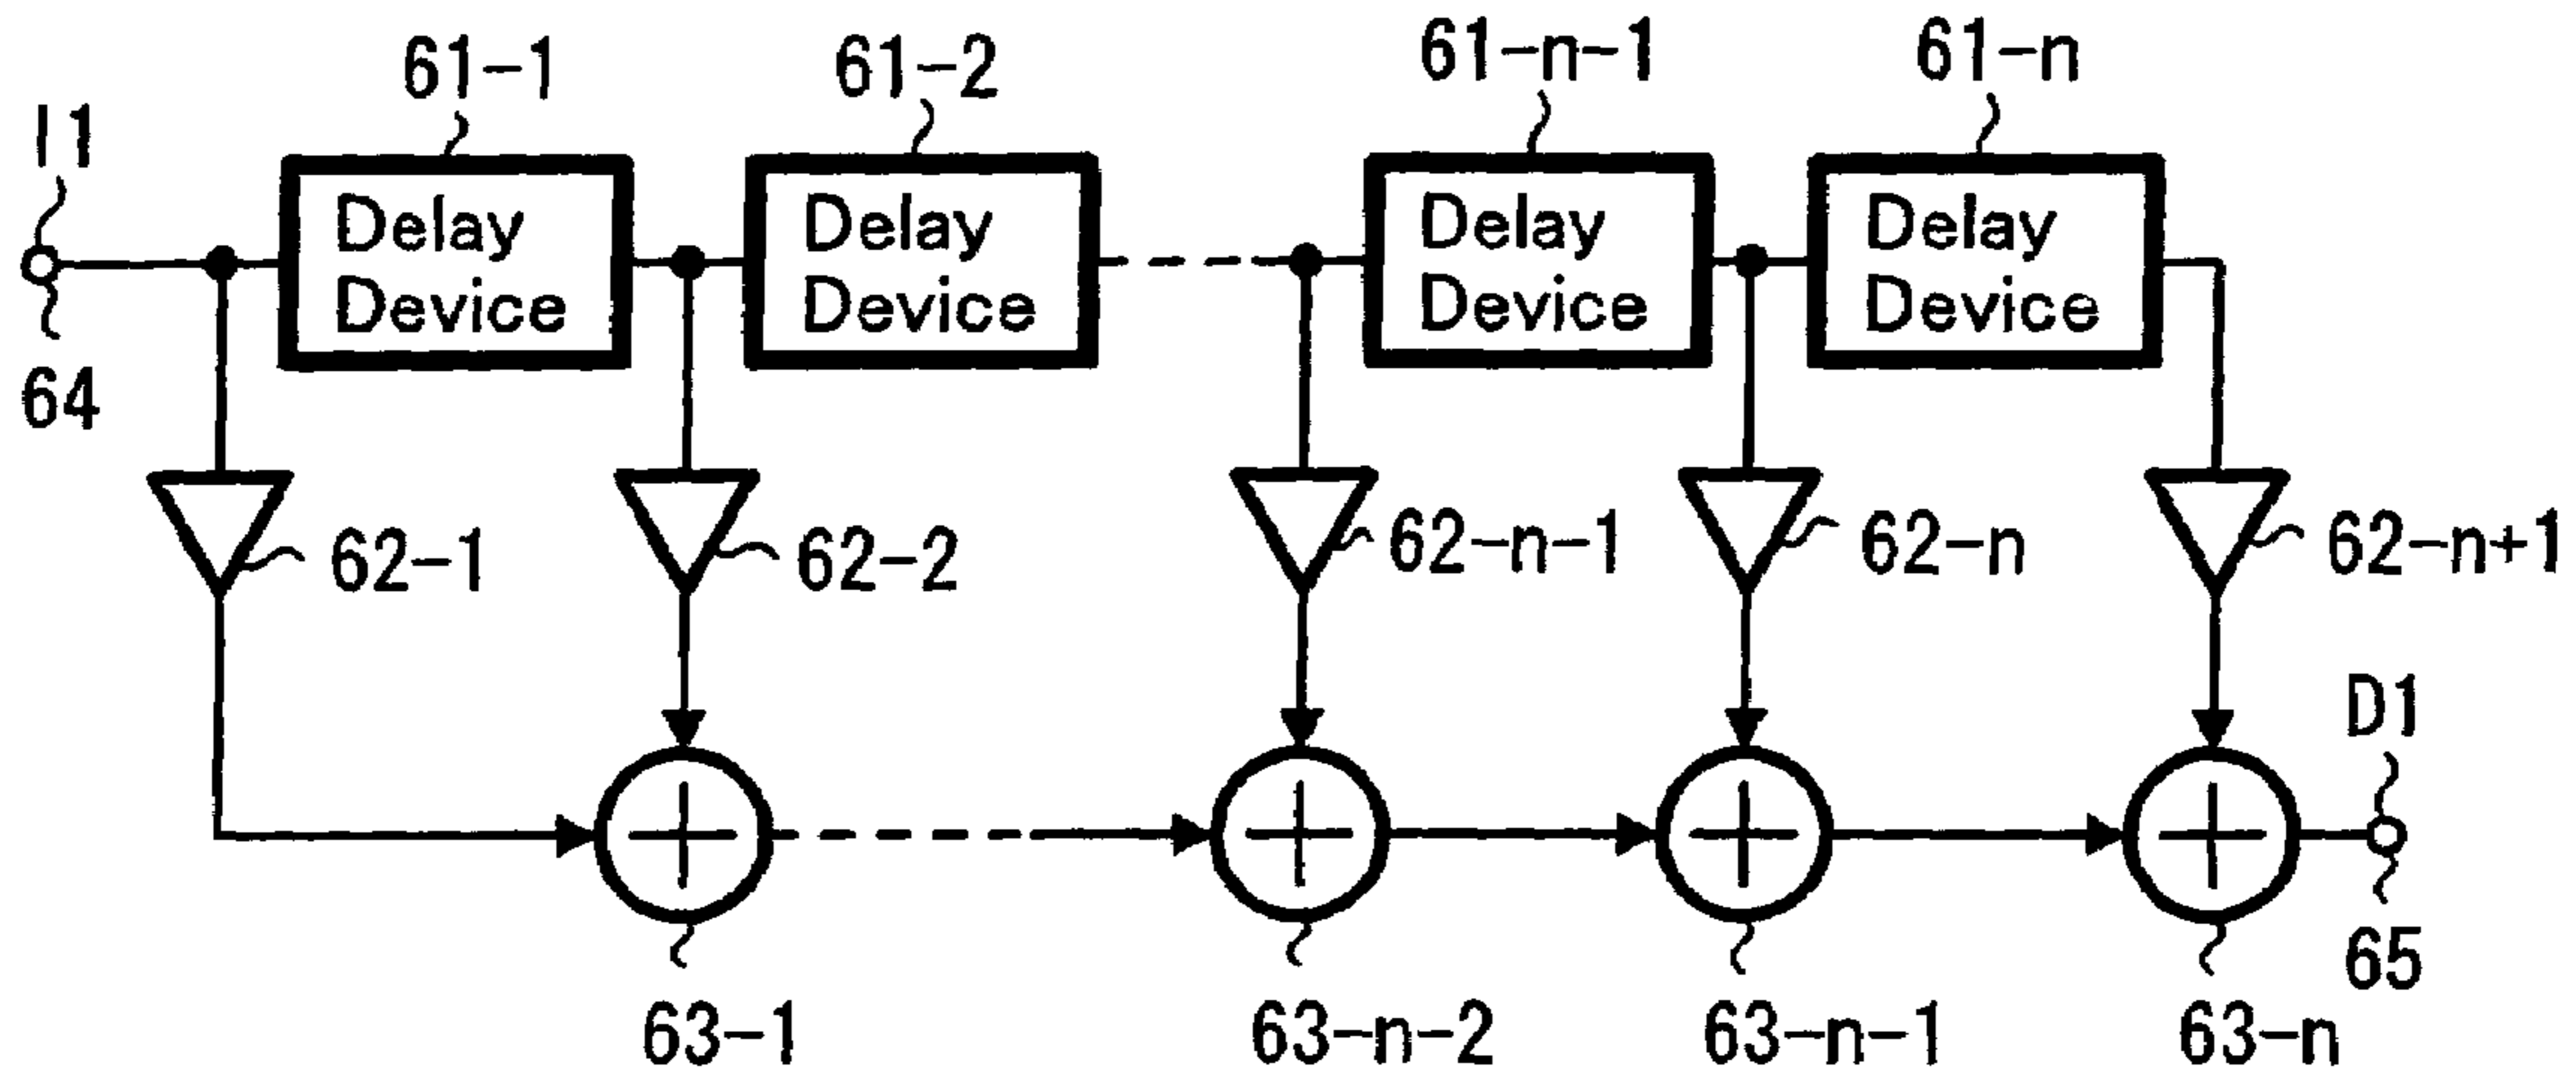 61-1
61-2
61-n-1
61-n
I1
Delay
Device
Delay
Device
Delay
Device
Delay
Device
64
62-1
62-2
62-n-1
62-n
62-n+1
D1
65
63-1
63-n-2
63-n-1
63-n